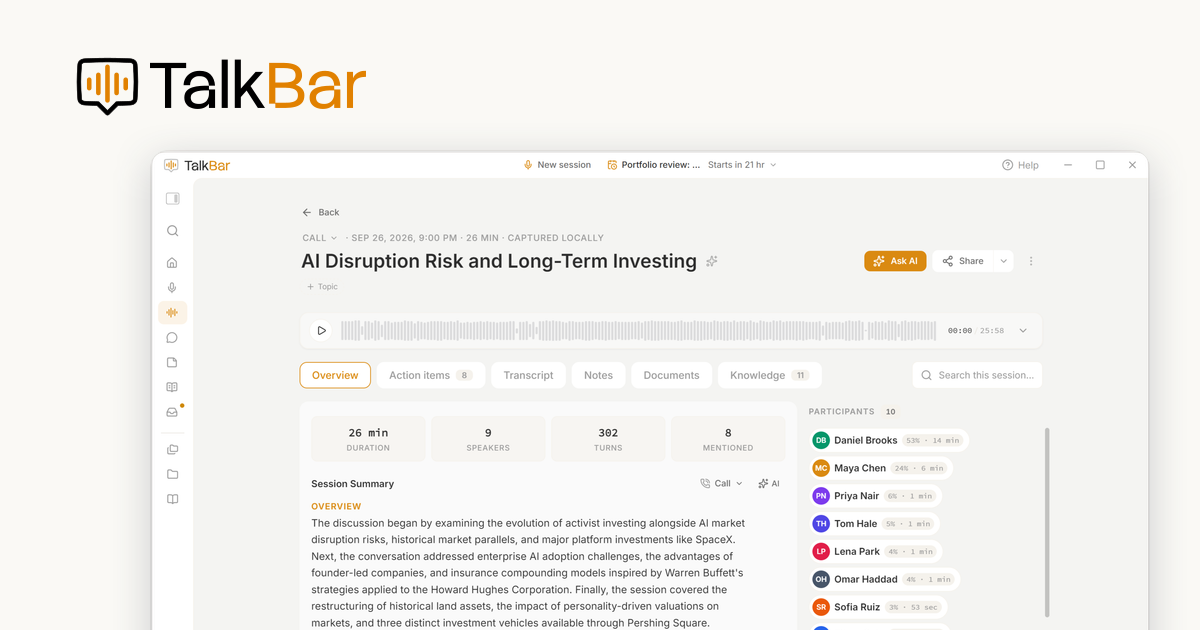 TalkBar
TalkBar
New session
Portfolio review: ... Starts in 21 hr
Help
Back
CALL · SEP 26, 2026, 9:00 PM · 26 MIN · CAPTURED LOCALLY
AI Disruption Risk and Long-Term Investing
Ask AI
Share
+ Topic
00:00 / 25:58
Overview
Action items 8
Transcript
Notes
Documents
Knowledge 11
Search this session...
26 min
DURATION
9
SPEAKERS
302
TURNS
8
MENTIONED
Session Summary
Call
AI
OVERVIEW
The discussion began by examining the evolution of activist investing alongside AI market
disruption risks, historical market parallels, and major platform investments like SpaceX.
Next, the conversation addressed enterprise AI adoption challenges, the advantages of
founder-led companies, and insurance compounding models inspired by Warren Buffett's
strategies applied to the Howard Hughes Corporation. Finally, the session covered the
restructuring of historical land assets, the impact of personality-driven valuations on
markets, and three distinct investment vehicles available through Pershing Square.
PARTICIPANTS 10
DB Daniel Brooks 53% · 14 min
MC Maya Chen 24% · 6 min
PN Priya Nair 6% · 1 min
TH Tom Hale 5% · 1 min
LP Lena Park 4% · 1 min
OH Omar Haddad 4% · 1 min
SR Sofia Ruiz 3% · 53 sec